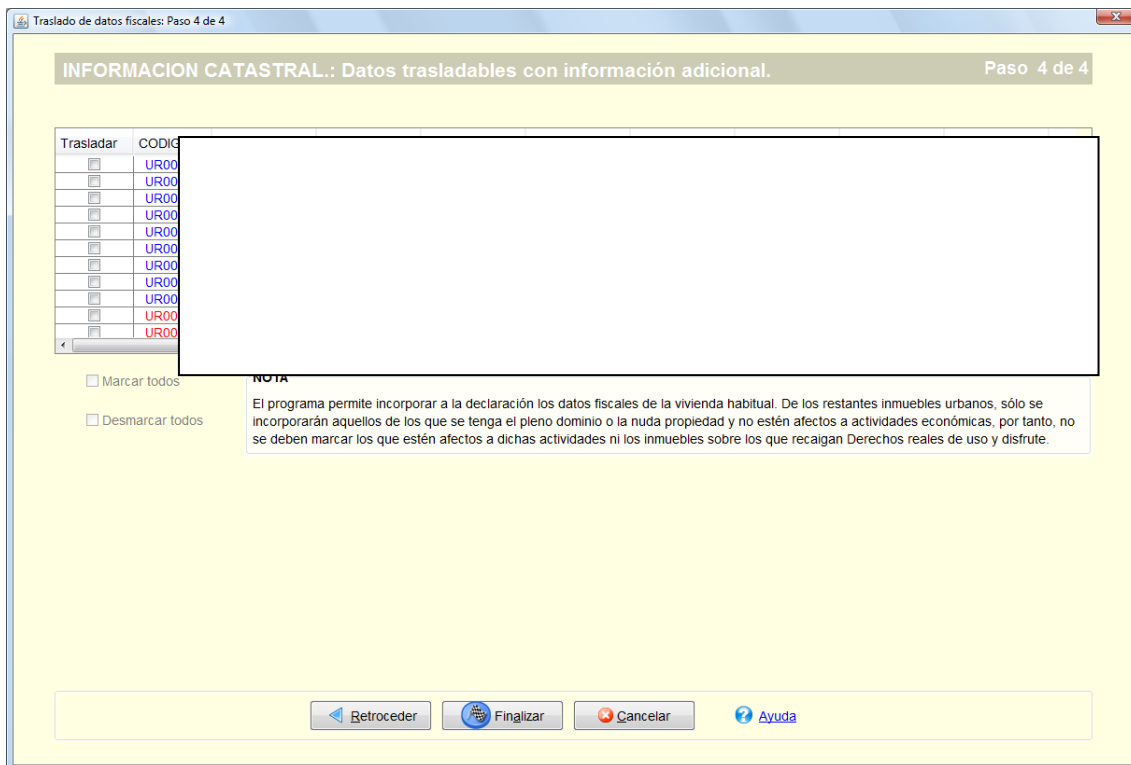 Traslado de datos fiscales: Paso 4 de 4
INFORMACION CATASTRAL.: Datos trasladables con información adicional. Paso 4 de 4
Trasladar
UR00
UR00
UR00
UR00
UR00
UR00
UR00
UR00
UR00
UR00
UR00
Marcar todos
Desmarcar todos
NOTA
El programa permite incorporar a la declaración los datos fiscales de la vivienda habitual. De los restantes inmuebles urbanos, sólo se
incorporarán aquellos de los que se tenga el pleno dominio o la nuda propiedad y no estén afectos a actividades económicas, por tanto, no
se deben marcar los que estén afectos a dichas actividades ni los inmuebles sobre los que recaigan Derechos reales de uso y disfrute.
Retroceder Finalizar Cancelar Ayuda